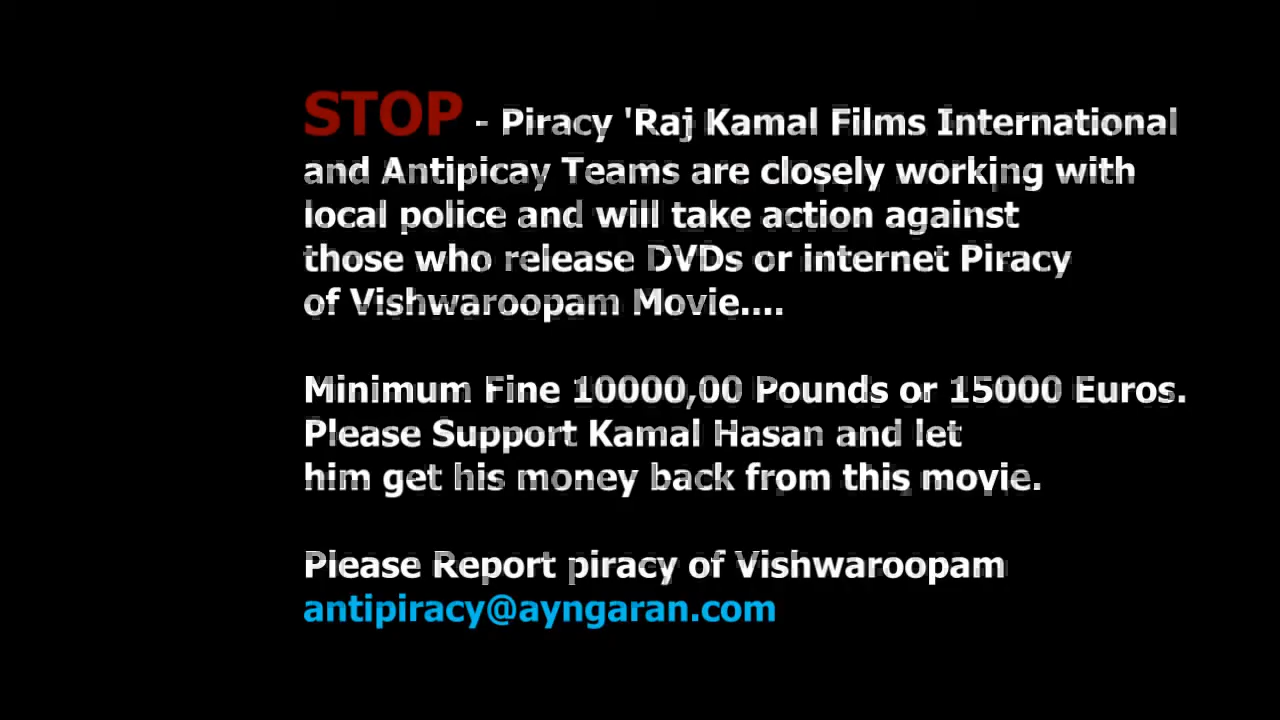 STOP - Piracy 'Raj Kamal Films International
and Antipicay Teams are closely working with
local police and will take action against
those who release DVDs or internet Piracy
of Vishwaroopam Movie....
Minimum Fine 10000,00 Pounds or 15000 Euros.
Please Support Kamal Hasan and let
him get his money back from this movie.
Please Report piracy of Vishwaroopam
antipiracy@ayngaran.com